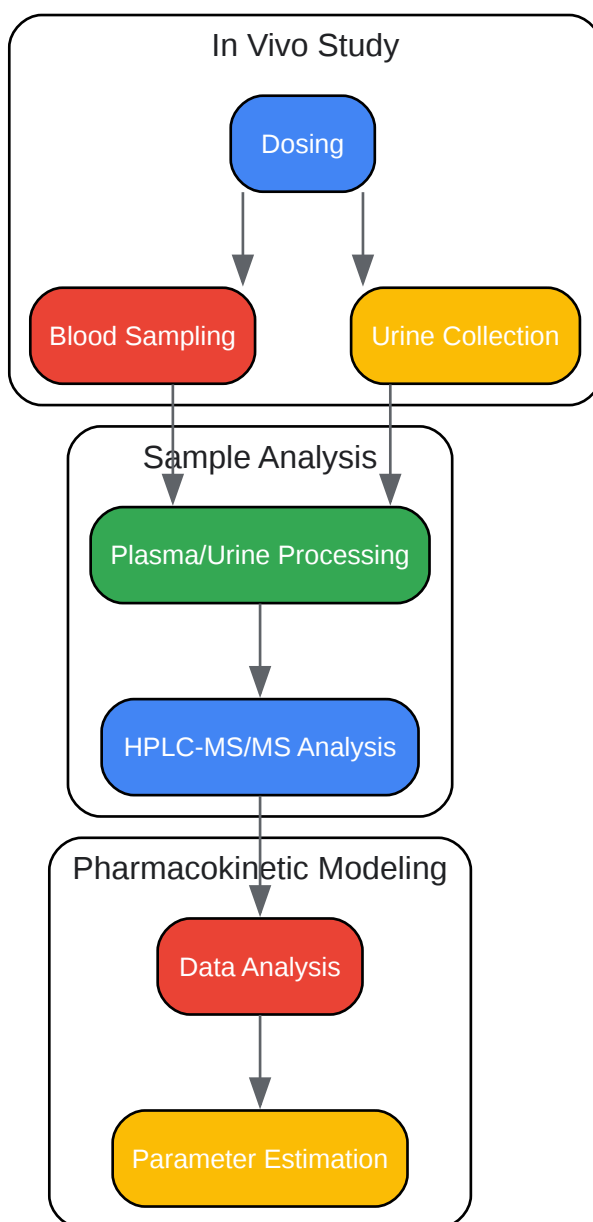 In Vivo Study
Dosing
Blood Sampling
Urine Collection
Sample Analysis
Plasma/Urine Processing
HPLC-MS/MS Analysis
Pharmacokinetic Modeling
Data Analysis
Parameter Estimation